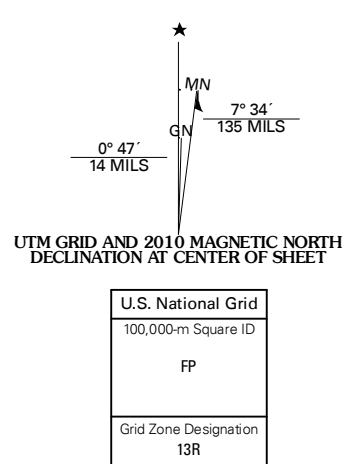 ★
MN
7° 34´
135 MILS
GN
0° 47´
14 MILS
UTM GRID AND 2010 MAGNETIC NORTH
DECLINATION AT CENTER OF SHEET
U.S. National Grid
100,000-m Square ID
FP
Grid Zone Designation
13R